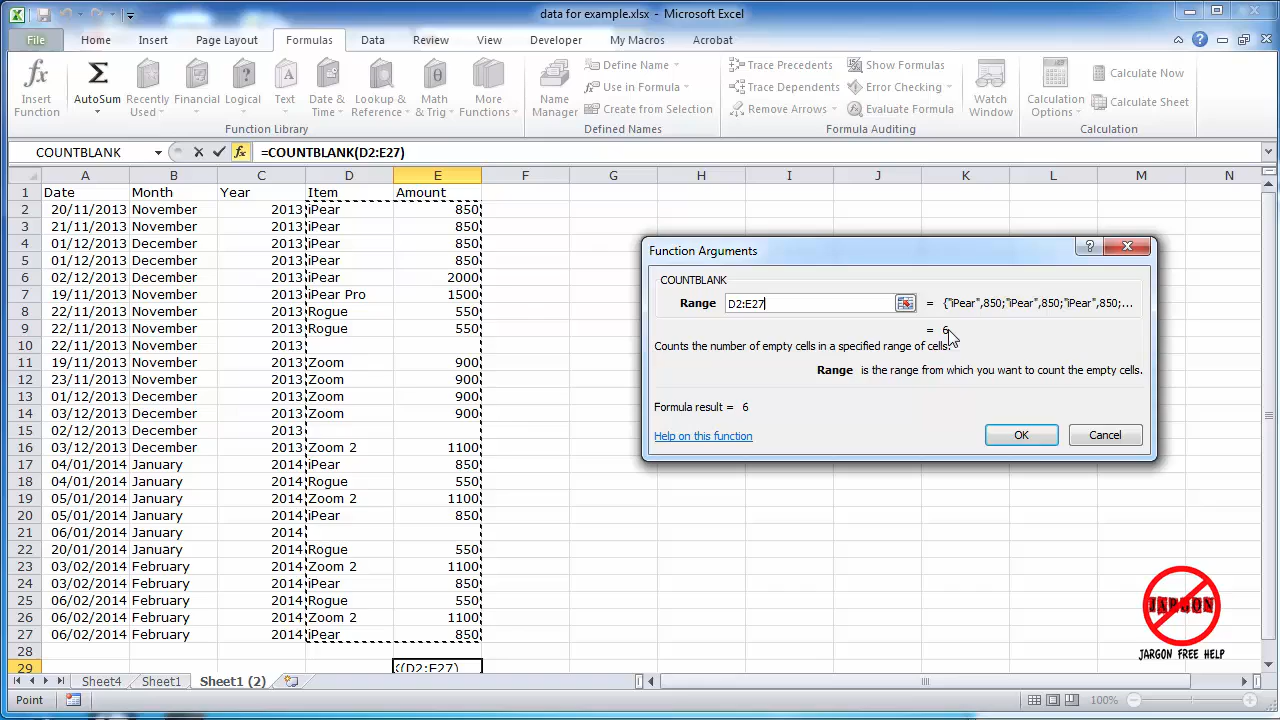 data for example.xlsx - Microsoft Excel
File Home Insert Page Layout Formulas Data Review View Developer My Macros Acrobat
Insert Function
AutoSum
Recently Used
Financial
Logical
Text
Date & Time
Lookup & Reference
Math & Trig
More Functions
Function Library
Name Manager
Define Name
Use in Formula
Create from Selection
Defined Names
Trace Precedents
Trace Dependents
Remove Arrows
Show Formulas
Error Checking
Evaluate Formula
Formula Auditing
Watch Window
Calculation Options
Calculate Now
Calculate Sheet
Calculation
COUNTBLANK fx =COUNTBLANK(D2:E27)
A B C D E F G H I J K L M N
1 Date Month Year Item Amount
2 20/11/2013 November 2013 iPear 850
3 21/11/2013 November 2013 iPear 850
4 01/12/2013 December 2013 iPear 850
5 01/12/2013 December 2013 iPear 850
6 02/12/2013 December 2013 iPear 2000
7 19/11/2013 November 2013 iPear Pro 1500
8 22/11/2013 November 2013 Rogue 550
9 22/11/2013 November 2013 Rogue 550
10 22/11/2013 November 2013
11 19/11/2013 November 2013 Zoom 900
12 23/11/2013 November 2013 Zoom 900
13 01/12/2013 December 2013 Zoom 900
14 03/12/2013 December 2013 Zoom 900
15 02/12/2013 December 2013
16 03/12/2013 December 2013 Zoom 2 1100
17 04/01/2014 January 2014 iPear 850
18 04/01/2014 January 2014 Rogue 550
19 05/01/2014 January 2014 Zoom 2 1100
20 05/01/2014 January 2014 iPear 850
21 06/01/2014 January 2014
22 20/01/2014 January 2014 Rogue 550
23 03/02/2014 February 2014 Zoom 2 1100
24 03/02/2014 February 2014 iPear 850
25 06/02/2014 February 2014 Rogue 550
26 06/02/2014 February 2014 Zoom 2 1100
27 06/02/2014 February 2014 iPear 850
28
29 (D2:E27)
Function Arguments
COUNTBLANK
Range D2:E27 = {"iPear",850;"iPear",850;"iPear",850;...
= 6
Counts the number of empty cells in a specified range of cells.
Range is the range from which you want to count the empty cells.
Formula result = 6
Help on this function
OK
Cancel
JARGON
JARGON FREE HELP
Sheet4 Sheet1 Sheet1 (2)
Point
100%